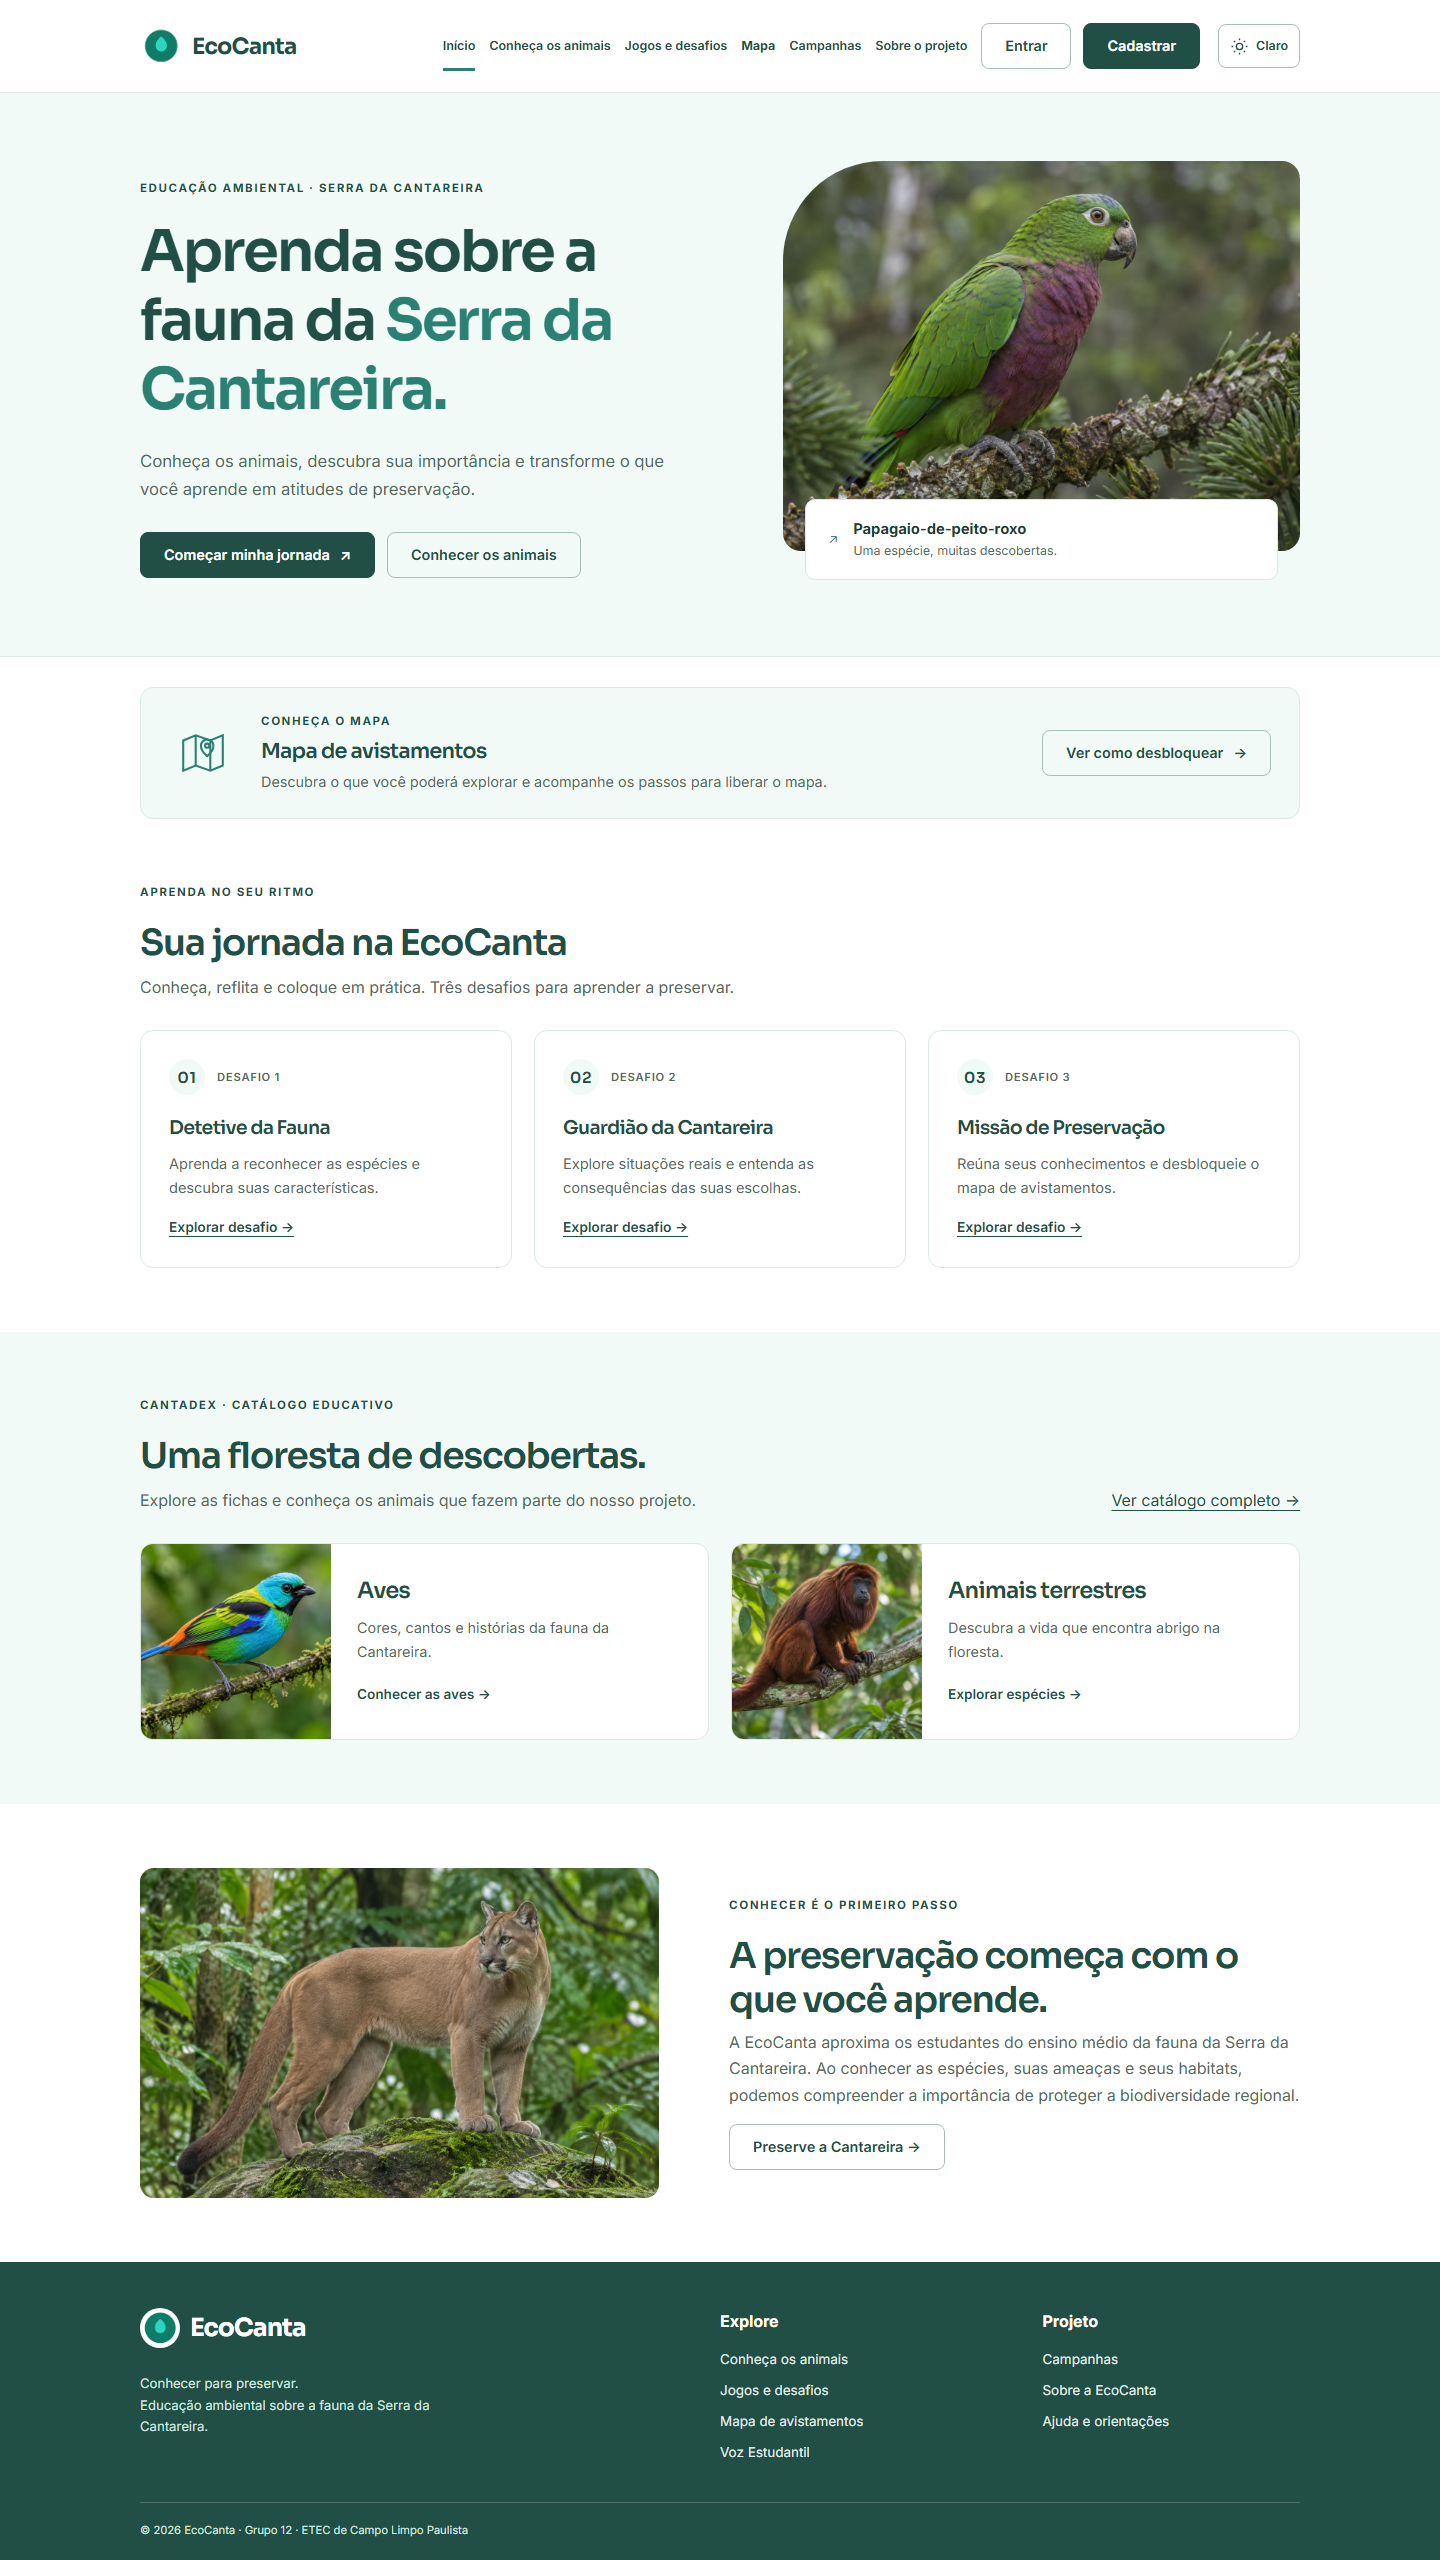 EcoCanta
Início
Conheça os animais
Jogos e desafios
Mapa
Campanhas
Sobre o projeto
Entrar
Cadastrar
Claro
EDUCAÇÃO AMBIENTAL · SERRA DA CANTAREIRA
Aprenda sobre a
fauna da Serra da
Cantareira.
Conheça os animais, descubra sua importância e transforme o que
você aprende em atitudes de preservação.
Começar minha jornada ↗
Conhecer os animais
↗
Papagaio-de-peito-roxo
Uma espécie, muitas descobertas.
CONHEÇA O MAPA
Mapa de avistamentos
Descubra o que você poderá explorar e acompanhe os passos para liberar o mapa.
Ver como desbloquear →
APRENDA NO SEU RITMO
Sua jornada na EcoCanta
Conheça, reflita e coloque em prática. Três desafios para aprender a preservar.
01 DESAFIO 1
Detetive da Fauna
Aprenda a reconhecer as espécies e
descubra suas características.
Explorar desafio →
02 DESAFIO 2
Guardião da Cantareira
Explore situações reais e entenda as
consequências das suas escolhas.
Explorar desafio →
03 DESAFIO 3
Missão de Preservação
Reúna seus conhecimentos e desbloqueie o
mapa de avistamentos.
Explorar desafio →
CANTADEX · CATÁLOGO EDUCATIVO
Uma floresta de descobertas.
Explore as fichas e conheça os animais que fazem parte do nosso projeto.
Ver catálogo completo →
Aves
Cores, cantos e histórias da fauna da
Cantareira.
Conhecer as aves →
Animais terrestres
Descubra a vida que encontra abrigo na
floresta.
Explorar espécies →
CONHECER É O PRIMEIRO PASSO
A preservação começa com o
que você aprende.
A EcoCanta aproxima os estudantes do ensino médio da fauna da Serra da
Cantareira. Ao conhecer as espécies, suas ameaças e seus habitats,
podemos compreender a importância de proteger a biodiversidade regional.
Preserve a Cantareira →
EcoCanta
Conhecer para preservar.
Educação ambiental sobre a fauna da Serra da
Cantareira.
Explore
Conheça os animais
Jogos e desafios
Mapa de avistamentos
Voz Estudantil
Projeto
Campanhas
Sobre a EcoCanta
Ajuda e orientações
© 2026 EcoCanta · Grupo 12 · ETEC de Campo Limpo Paulista